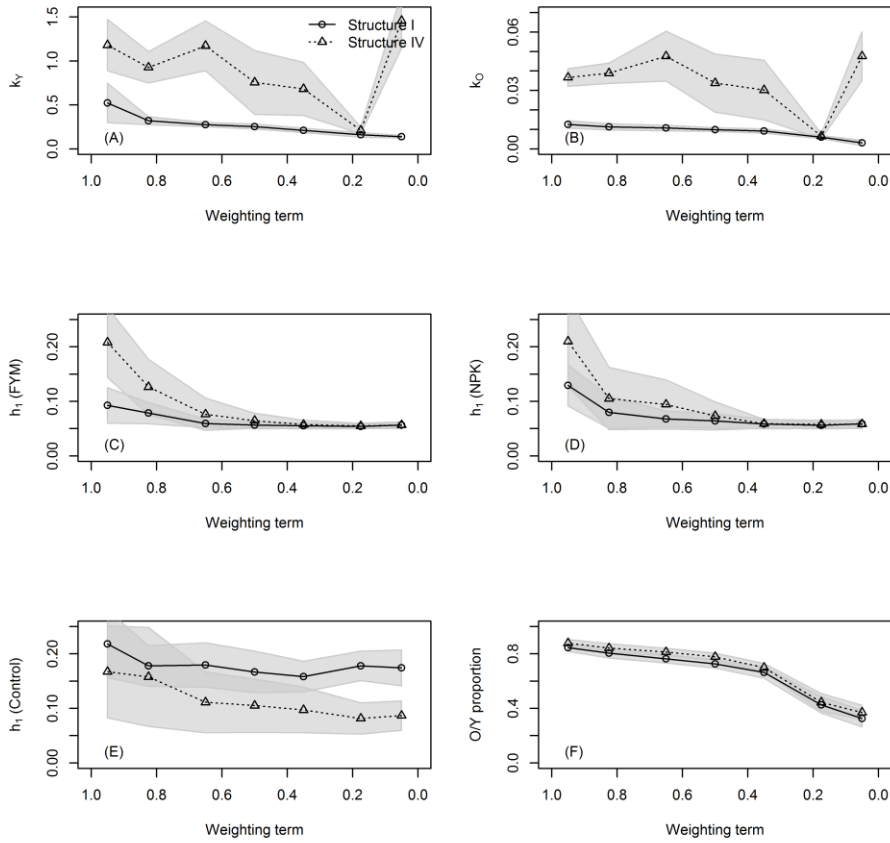 Structure I
Structure IV
1.5
1.0
0.5
0.0
kY
(A)
1.0 0.8 0.6 0.4 0.2 0.0
Weighting term
0.06
0.03
0.00
kO
(B)
1.0 0.8 0.6 0.4 0.2 0.0
Weighting term
0.20
0.10
0.00
h1 (FYM)
(C)
1.0 0.8 0.6 0.4 0.2 0.0
Weighting term
0.20
0.10
0.00
h1 (NPK)
(D)
1.0 0.8 0.6 0.4 0.2 0.0
Weighting term
0.20
0.10
0.00
h1 (Control)
(E)
1.0 0.8 0.6 0.4 0.2 0.0
Weighting term
0.8
0.4
0.0
O/Y proportion
(F)
1.0 0.8 0.6 0.4 0.2 0.0
Weighting term